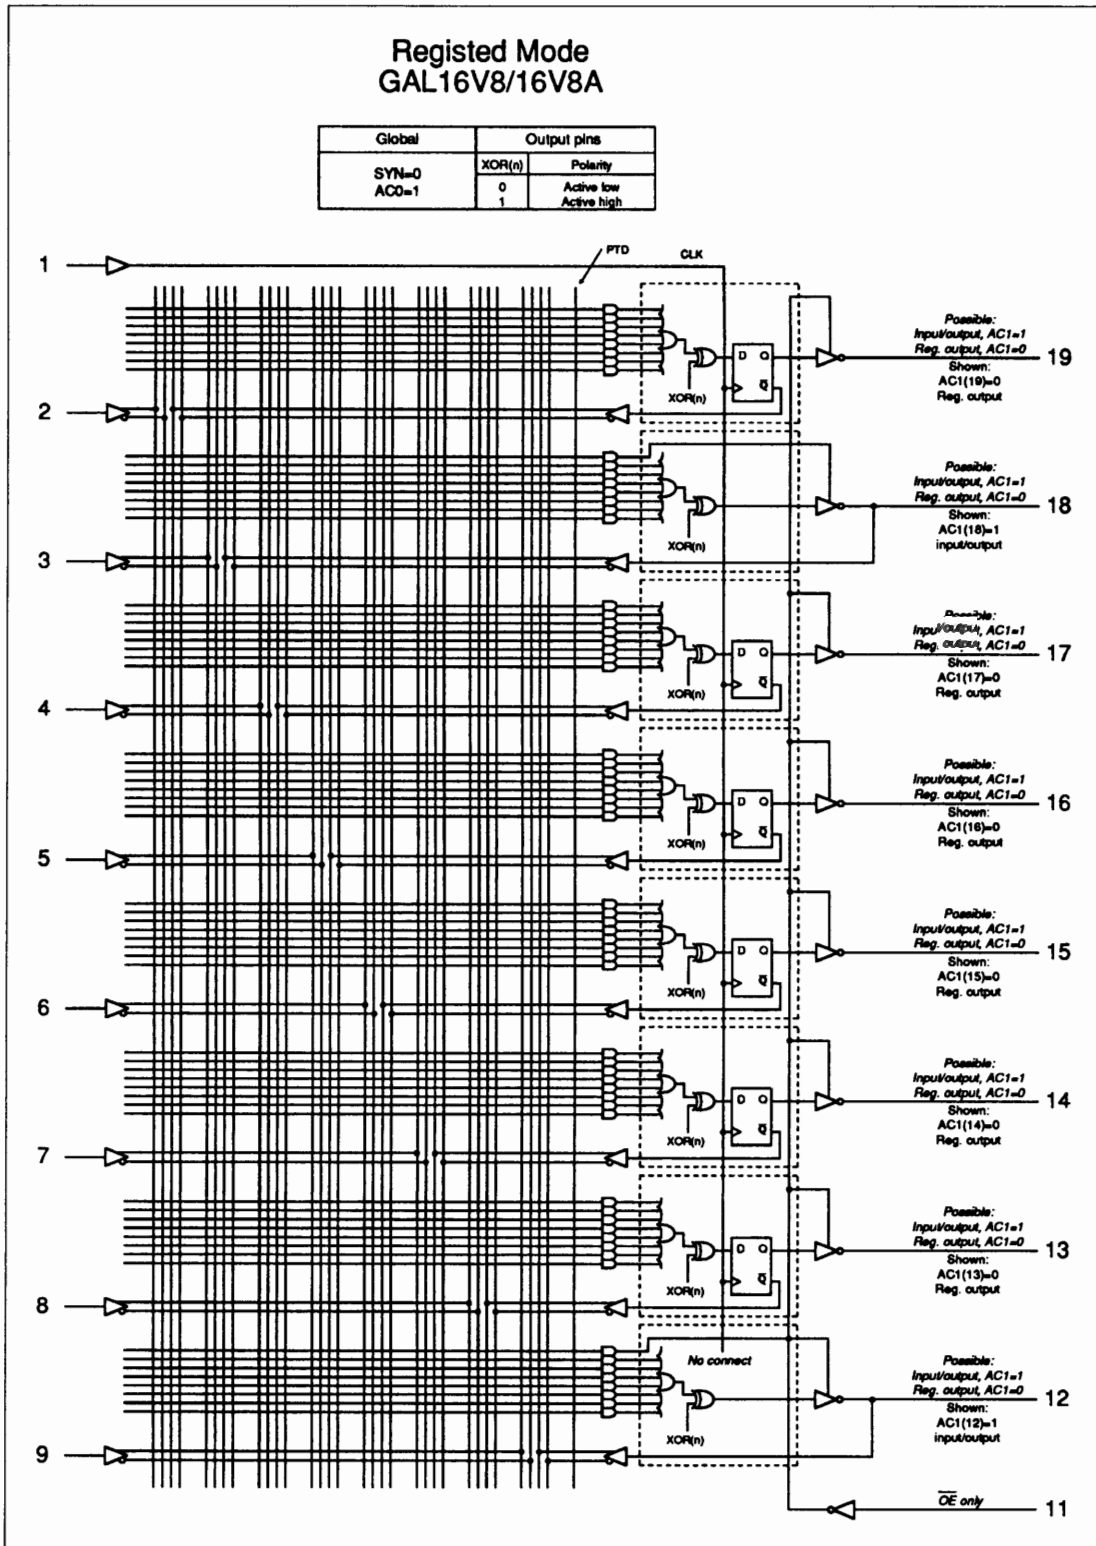 Registed Mode
GAL16V8/16V8A
Global
Output pins
SYN=0
AC0=1
XOR(n)
Polarity
0
Active low
1
Active high
PTD
CLK
1
XOR(n)
D Q
Q̅
Possible:
Input/output, AC1=1
Reg. output, AC1=0
Shown:
AC1(19)=0
Reg. output
19
2
XOR(n)
Possible:
Input/output, AC1=1
Reg. output, AC1=0
Shown:
AC1(18)=1
input/output
18
3
XOR(n)
D Q
Q̅
Possible:
Input/output, AC1=1
Reg. output, AC1=0
Shown:
AC1(17)=0
Reg. output
17
4
XOR(n)
D Q
Q̅
Possible:
Input/output, AC1=1
Reg. output, AC1=0
Shown:
AC1(16)=0
Reg. output
16
5
XOR(n)
D Q
Q̅
Possible:
Input/output, AC1=1
Reg. output, AC1=0
Shown:
AC1(15)=0
Reg. output
15
6
XOR(n)
D Q
Q̅
Possible:
Input/output, AC1=1
Reg. output, AC1=0
Shown:
AC1(14)=0
Reg. output
14
7
XOR(n)
D Q
Q̅
Possible:
Input/output, AC1=1
Reg. output, AC1=0
Shown:
AC1(13)=0
Reg. output
13
8
No connect
XOR(n)
Possible:
Input/output, AC1=1
Reg. output, AC1=0
Shown:
AC1(12)=1
input/output
12
9
O̅E̅ only
11